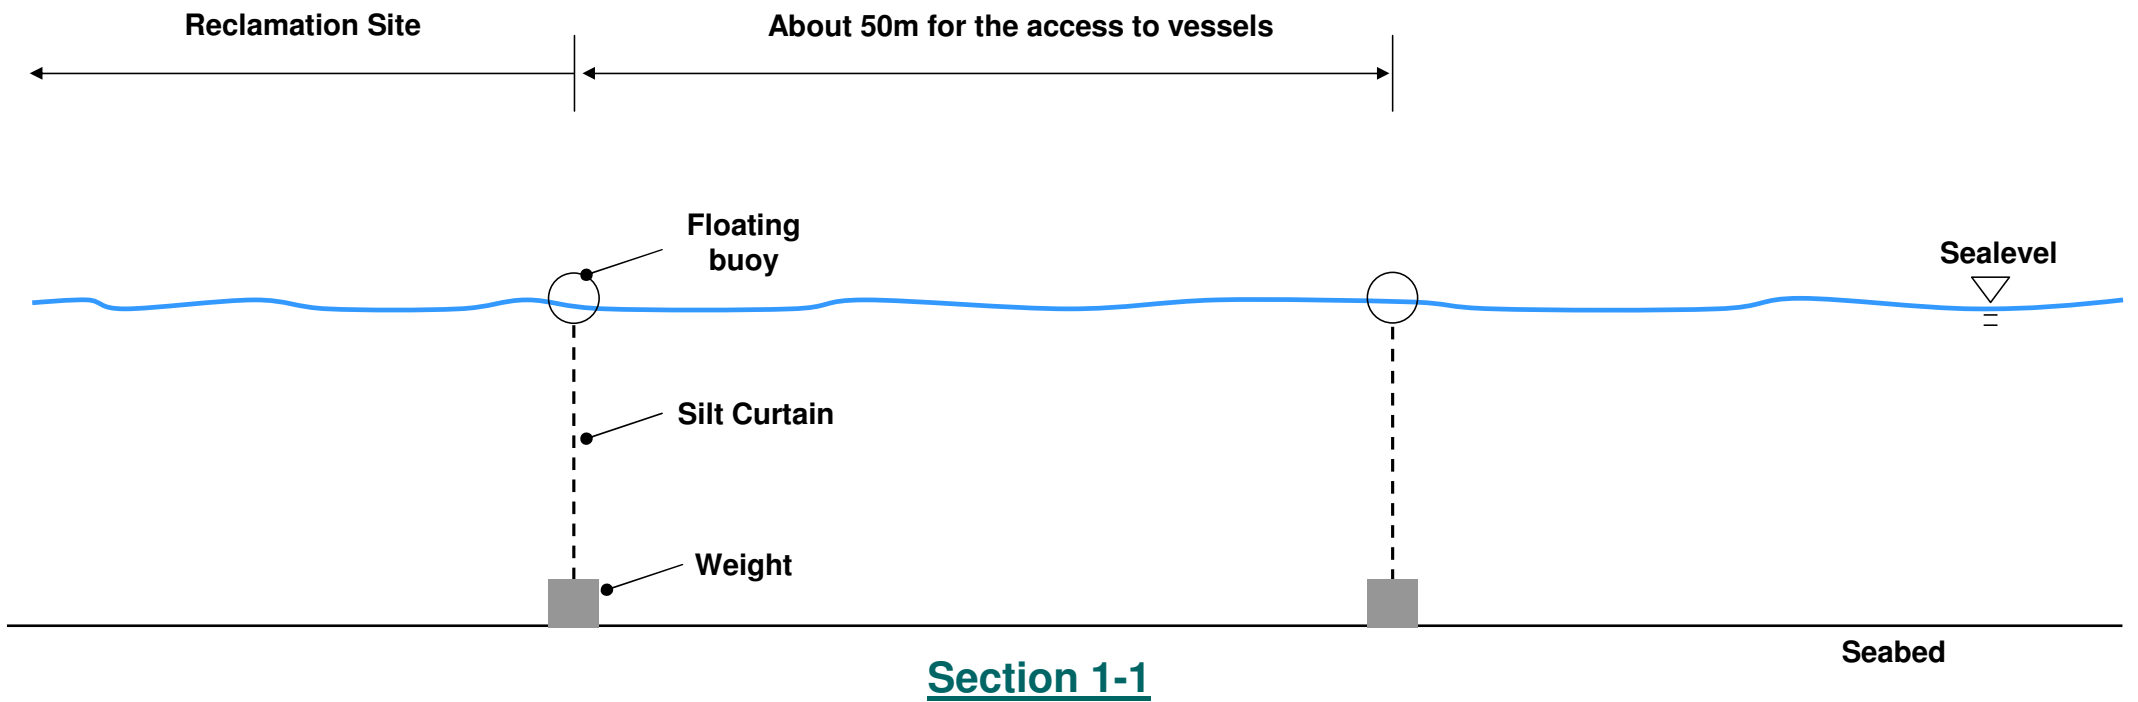 Reclamation Site
About 50m for the access to vessels
Floating
buoy
Sealevel
Silt Curtain
Weight
Seabed
Section 1-1